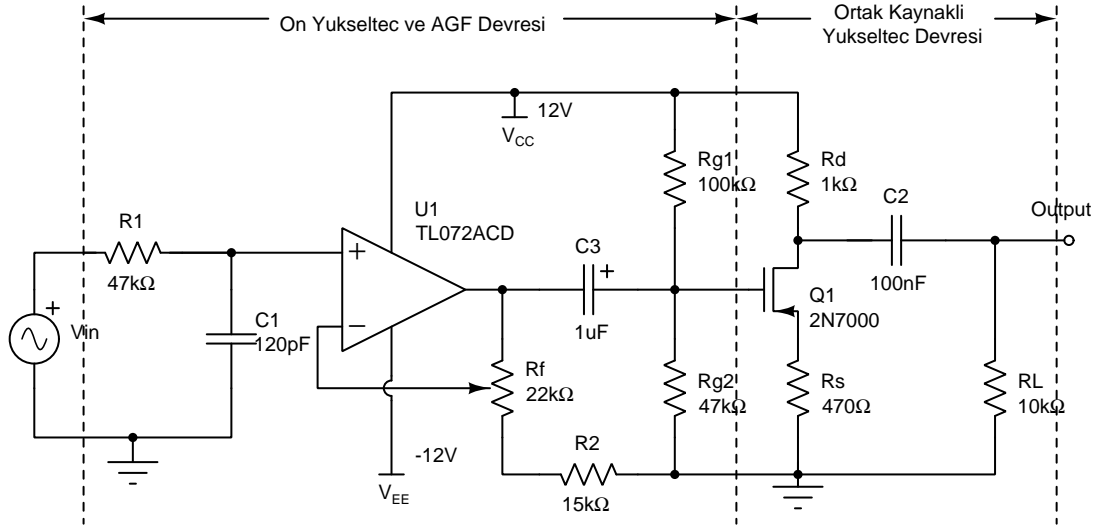 On Yukseltec ve AGF Devresi
Ortak Kaynakli
Yukseltec Devresi
12V
VCC
Rg1
100kΩ
Rd
1kΩ
C2
100nF
Output
R1
47kΩ
U1
TL072ACD
C3
+
1uF
Q1
2N7000
+
Vin
C1
120pF
+
−
Rf
22kΩ
Rg2
47kΩ
Rs
470Ω
RL
10kΩ
-12V
VEE
R2
15kΩ